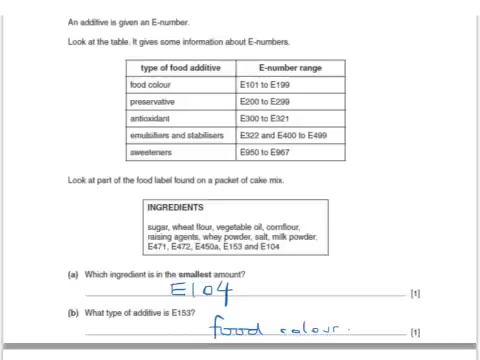 An additive is given an E-number.
Look at the table. It gives some information about E-numbers.
type of food additive E-number range
food colour E101 to E199
preservative E200 to E299
antioxidant E300 to E321
emulsifiers and stabilisers E322 and E400 to E499
sweeteners E950 to E967
Look at part of the food label found on a packet of cake mix.
INGREDIENTS
sugar, wheat flour, vegetable oil, cornflour,
raising agents, whey powder, salt, milk powder.
E471, E472, E450a, E153 and E104
(a) Which ingredient is in the smallest amount?
E104
[1]
(b) What type of additive is E153?
food colour.
[1]